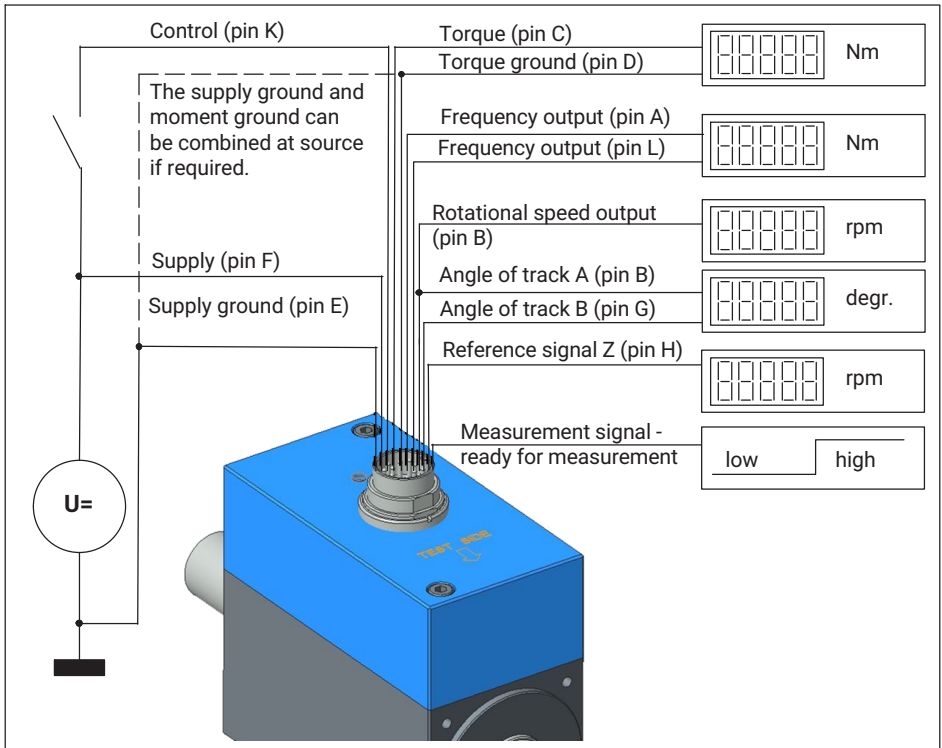 Control (pin K)
Torque (pin C)
Nm
Torque ground (pin D)
The supply ground and
moment ground can
be combined at source
if required.
Frequency output (pin A)
Nm
Frequency output (pin L)
Rotational speed output
(pin B)
rpm
Supply (pin F)
Angle of track A (pin B)
degr.
Supply ground (pin E)
Angle of track B (pin G)
Reference signal Z (pin H)
rpm
Measurement signal -
ready for measurement
low
high
U=
TEST SIDE